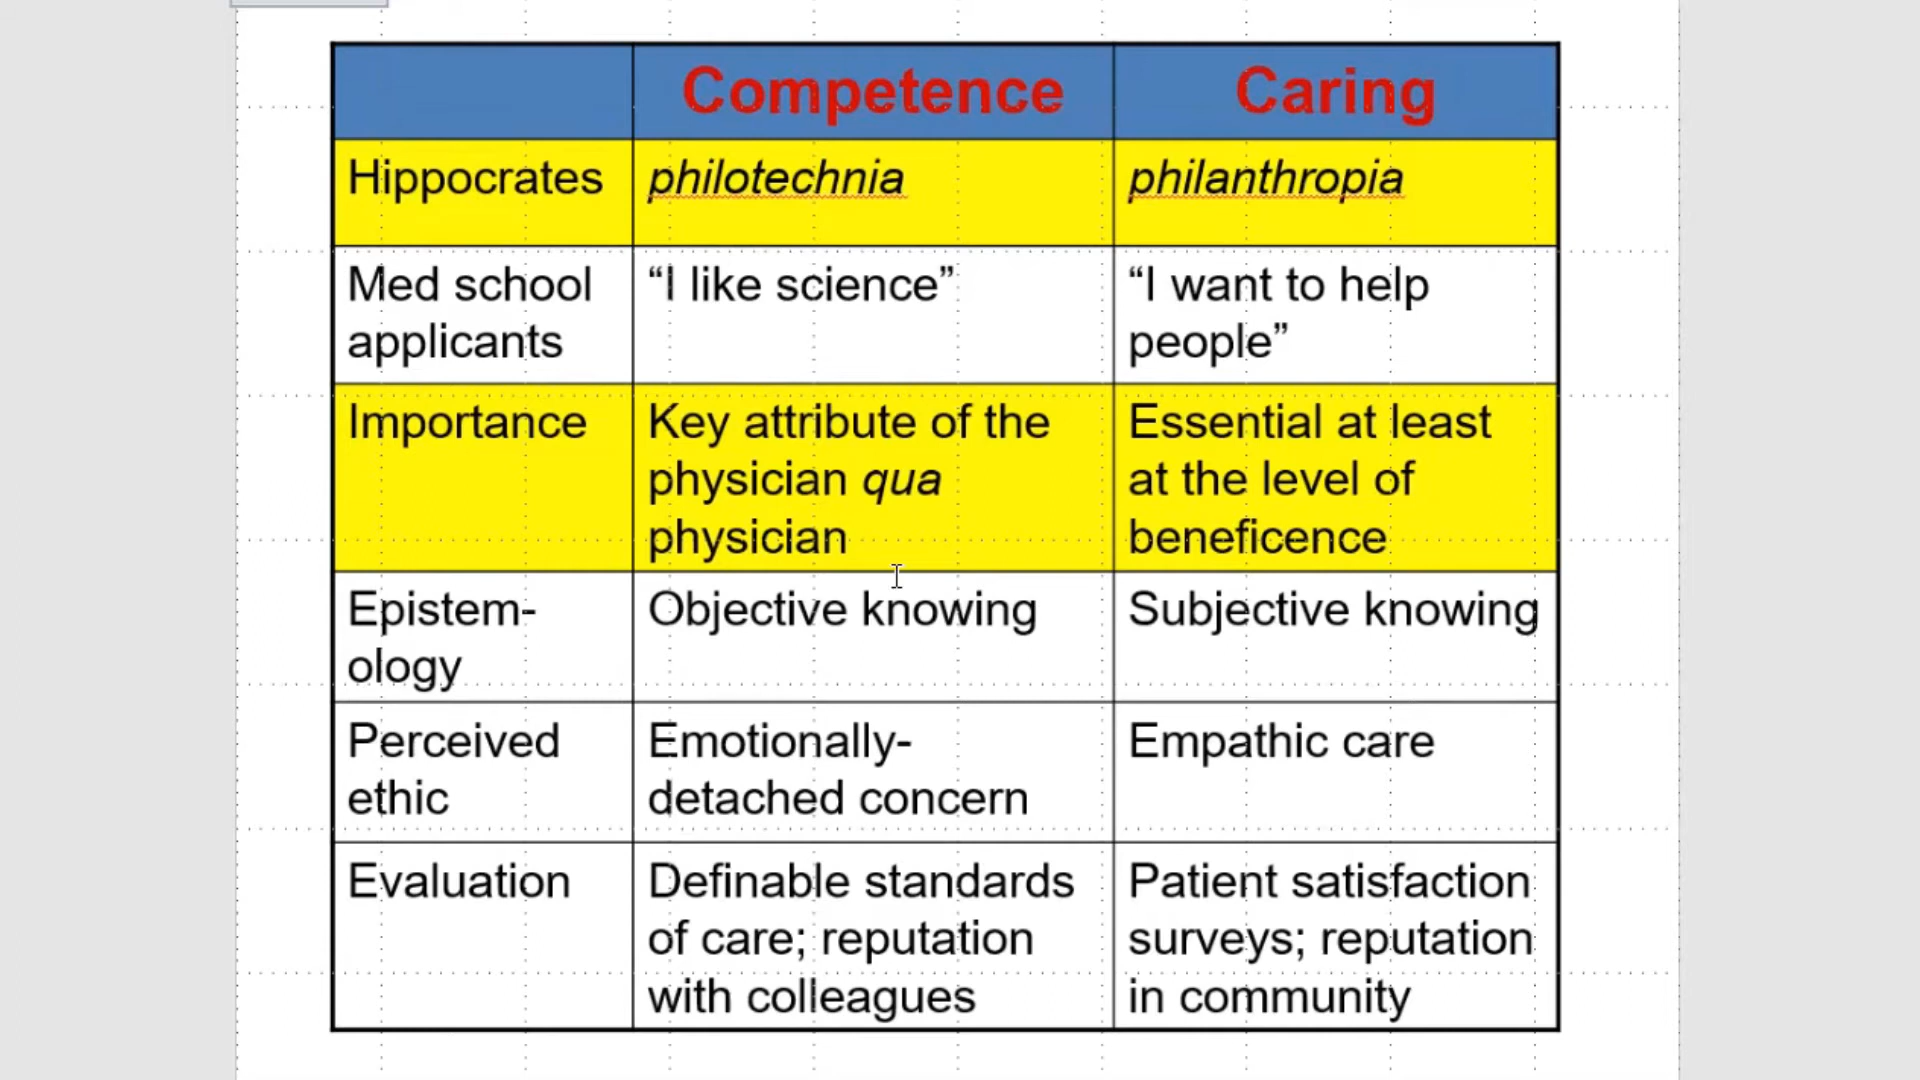 Competence Caring
Hippocrates philotechnia philanthropia
Med school “I like science” “I want to help
applicants people”
Importance Key attribute of the Essential at least
physician qua at the level of
physician beneficence
Epistem- Objective knowing Subjective knowing
ology
Perceived Emotionally- Empathic care
ethic detached concern
Evaluation Definable standards Patient satisfaction
of care; reputation surveys; reputation
with colleagues in community